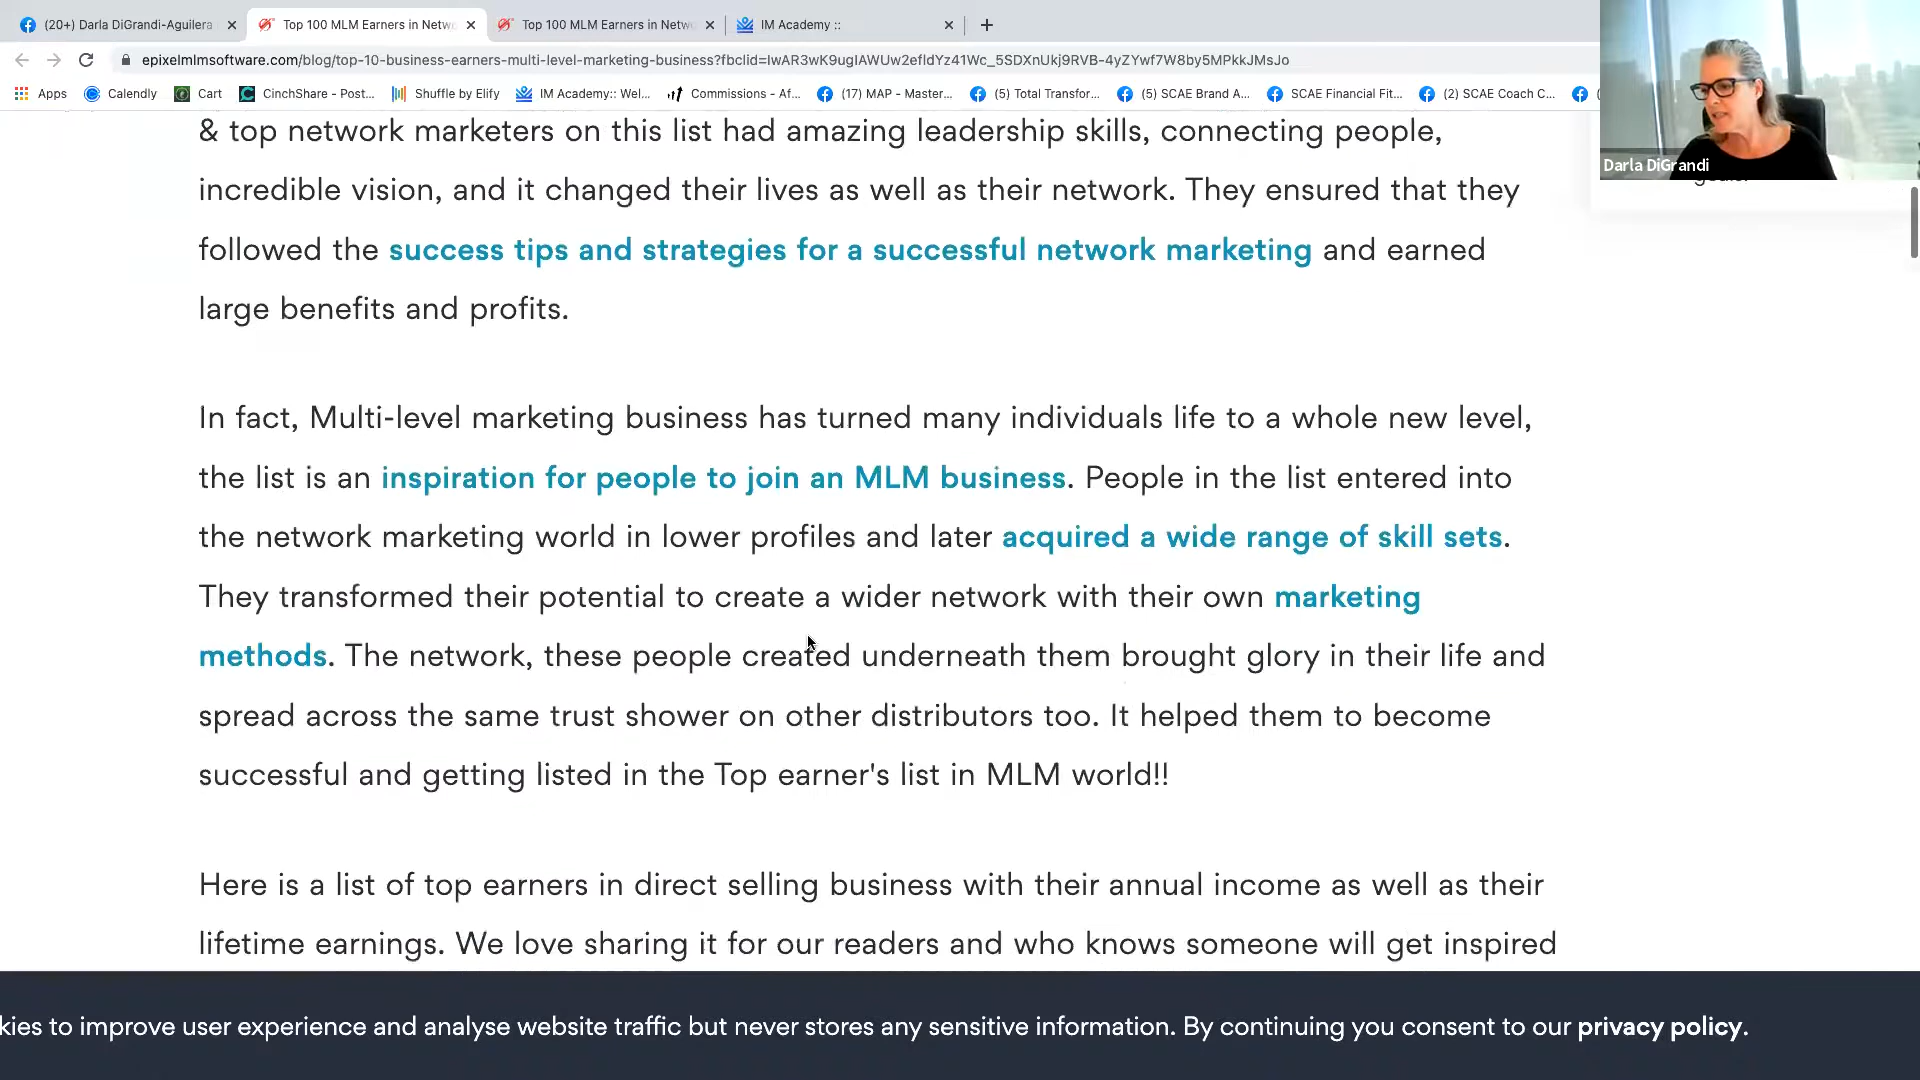 (20+) Darla DiGrandi-Aguilera
Top 100 MLM Earners in Netw
Top 100 MLM Earners in Netw
IM Academy ::
epixelmlmsoftware.com/blog/top-10-business-earners-multi-level-marketing-business?fbclid=IwAR3wK9ugIAWUw2efIdYz41Wc_5SDXnUkj9RVB-4yZYwf7W8by5MPkkJMsJo
Apps Calendly Cart CinchShare - Post... Shuffle by Elify IM Academy:: Wel... Commissions - Af... (17) MAP - Master... (5) Total Transfor... (5) SCAE Brand A... SCAE Financial Fit... (2) SCAE Coach C...
Darla DiGrandi
& top network marketers on this list had amazing leadership skills, connecting people,
incredible vision, and it changed their lives as well as their network. They ensured that they
followed the success tips and strategies for a successful network marketing and earned
large benefits and profits.
In fact, Multi-level marketing business has turned many individuals life to a whole new level,
the list is an inspiration for people to join an MLM business. People in the list entered into
the network marketing world in lower profiles and later acquired a wide range of skill sets.
They transformed their potential to create a wider network with their own marketing
methods. The network, these people created underneath them brought glory in their life and
spread across the same trust shower on other distributors too. It helped them to become
successful and getting listed in the Top earner's list in MLM world!!
Here is a list of top earners in direct selling business with their annual income as well as their
lifetime earnings. We love sharing it for our readers and who knows someone will get inspired
kies to improve user experience and analyse website traffic but never stores any sensitive information. By continuing you consent to our privacy policy.